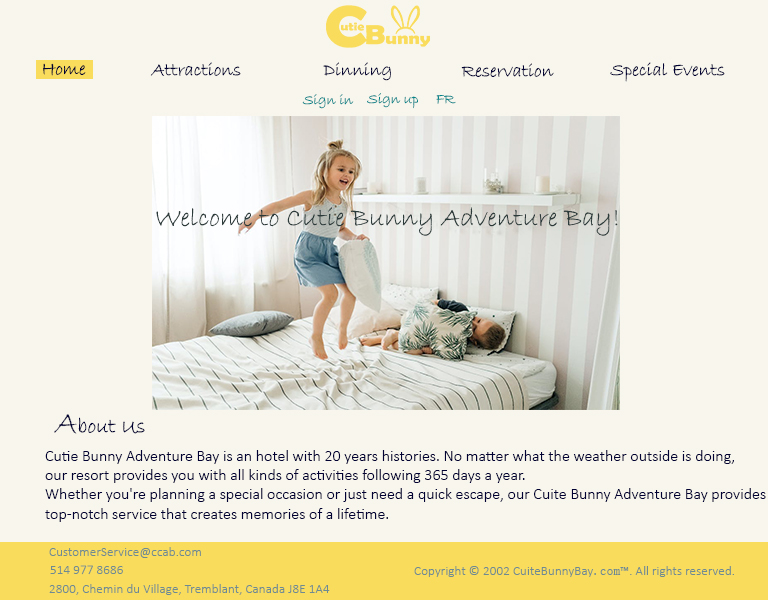 Cutie Bunny
Home Attractions Dinning Reservation Special Events
Sign in Sign up FR
Welcome to Cutie Bunny Adventure Bay!
About Us
Cutie Bunny Adventure Bay is an hotel with 20 years histories. No matter what the weather outside is doing,
our resort provides you with all kinds of activities following 365 days a year.
Whether you're planning a special occasion or just need a quick escape, our Cuite Bunny Adventure Bay provides
top-notch service that creates memories of a lifetime.
CustomerService@ccab.com
514 977 8686
2800, Chemin du Village, Tremblant, Canada J8E 1A4
Copyright © 2002 CuiteBunnyBay. com™. All rights reserved.